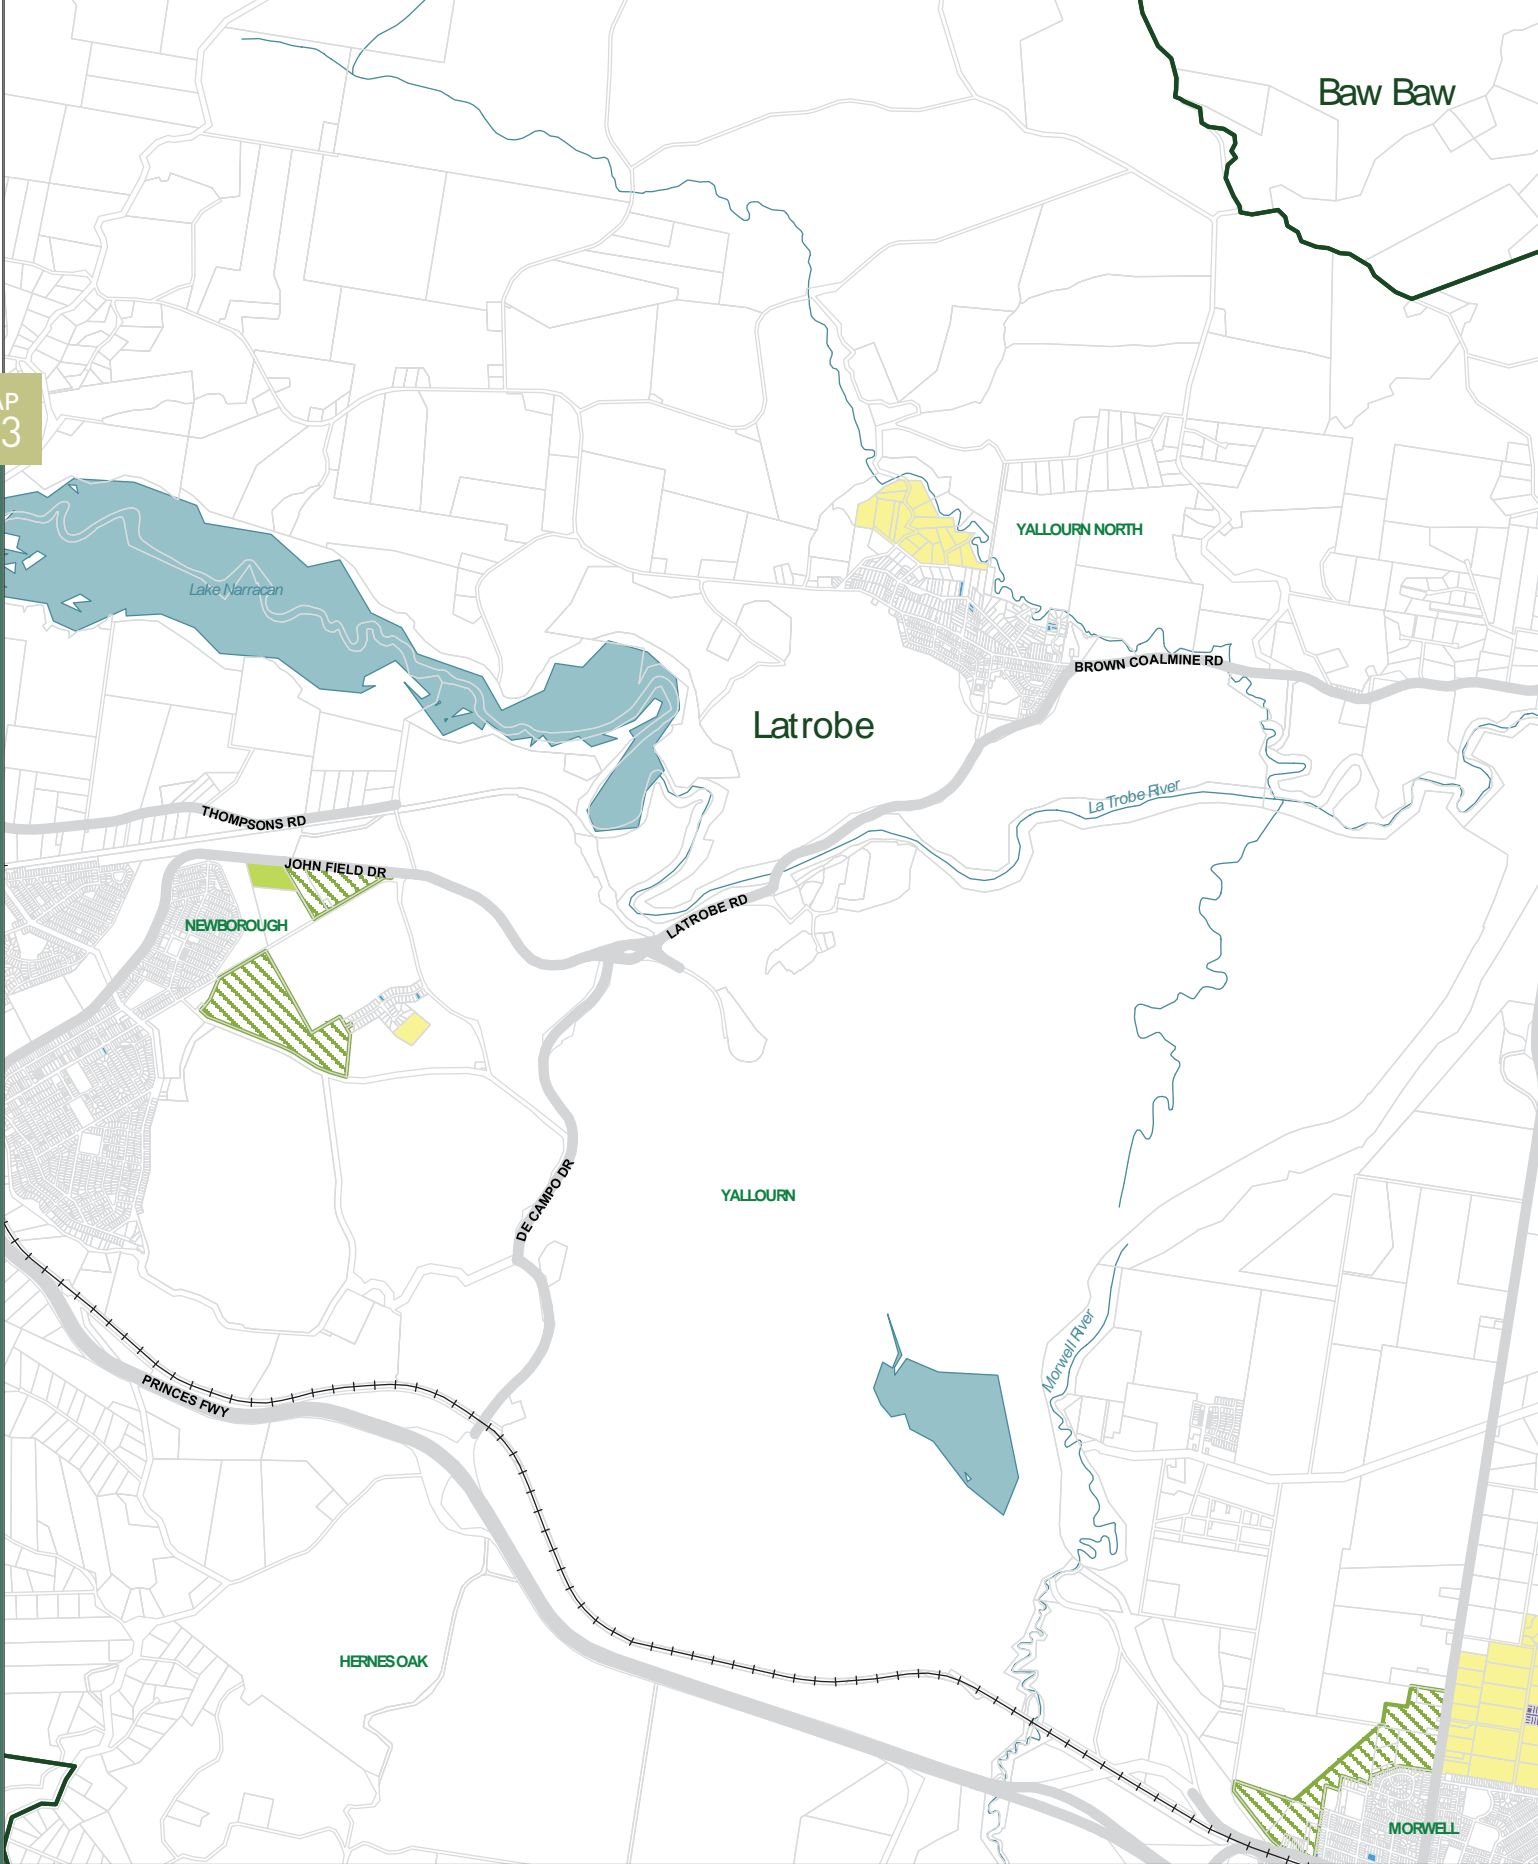 Baw Baw
AP
3
YALLOURN NORTH
Lake Narracan
BROWN COALMINE RD
Latrobe
La Trobe River
THOMPSONS RD
JOHN FIELD DR
LATROBE RD
NEWBOROUGH
DE CAMPO DR
YALLOURN
Morwell River
PRINCES FWY
HERNES OAK
MORWELL